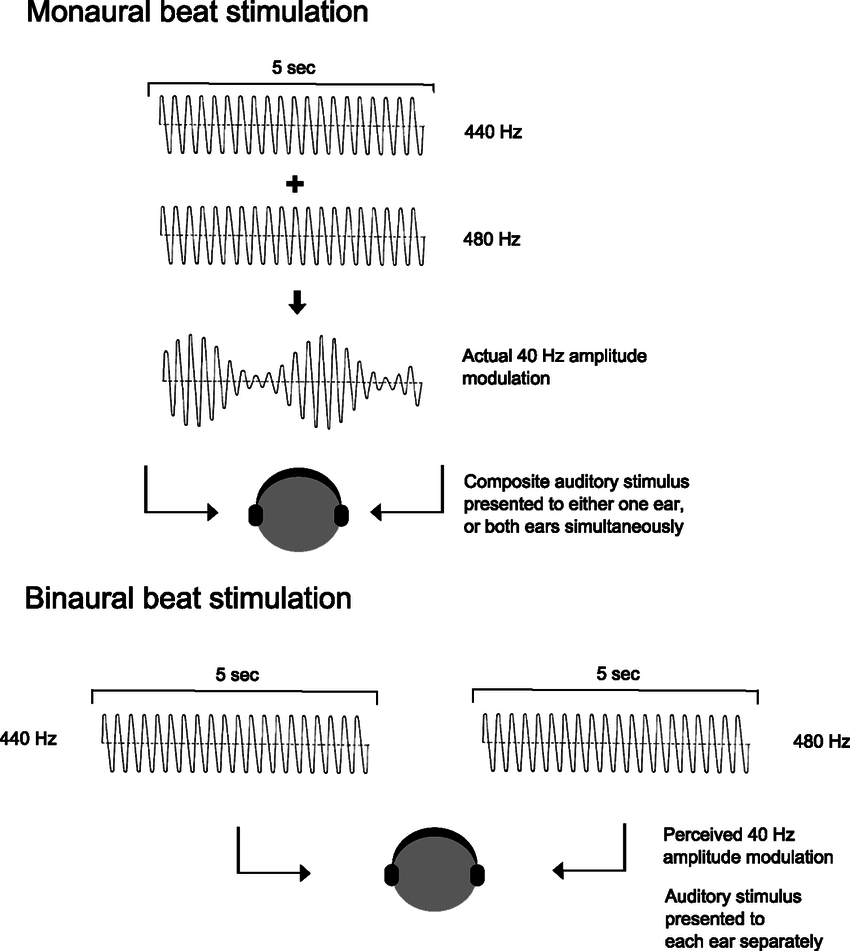 Monaural beat stimulation
5 sec
440 Hz
+
480 Hz
Actual 40 Hz amplitude
modulation
Composite auditory stimulus
presented to either one ear,
or both ears simultaneously
Binaural beat stimulation
5 sec
5 sec
440 Hz
480 Hz
Perceived 40 Hz
amplitude modulation
Auditory stimulus
presented to
each ear separately